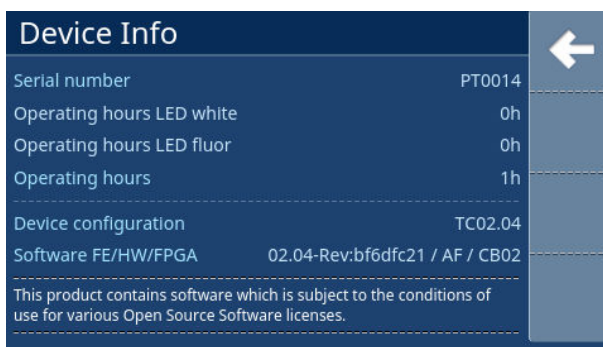 Device Info
Serial number PT0014
Operating hours LED white 0h
Operating hours LED fluor 0h
Operating hours 1h
Device configuration TC02.04
Software FE/HW/FPGA 02.04-Rev:bf6dfc21 / AF / CB02
This product contains software which is subject to the conditions of
use for various Open Source Software licenses.